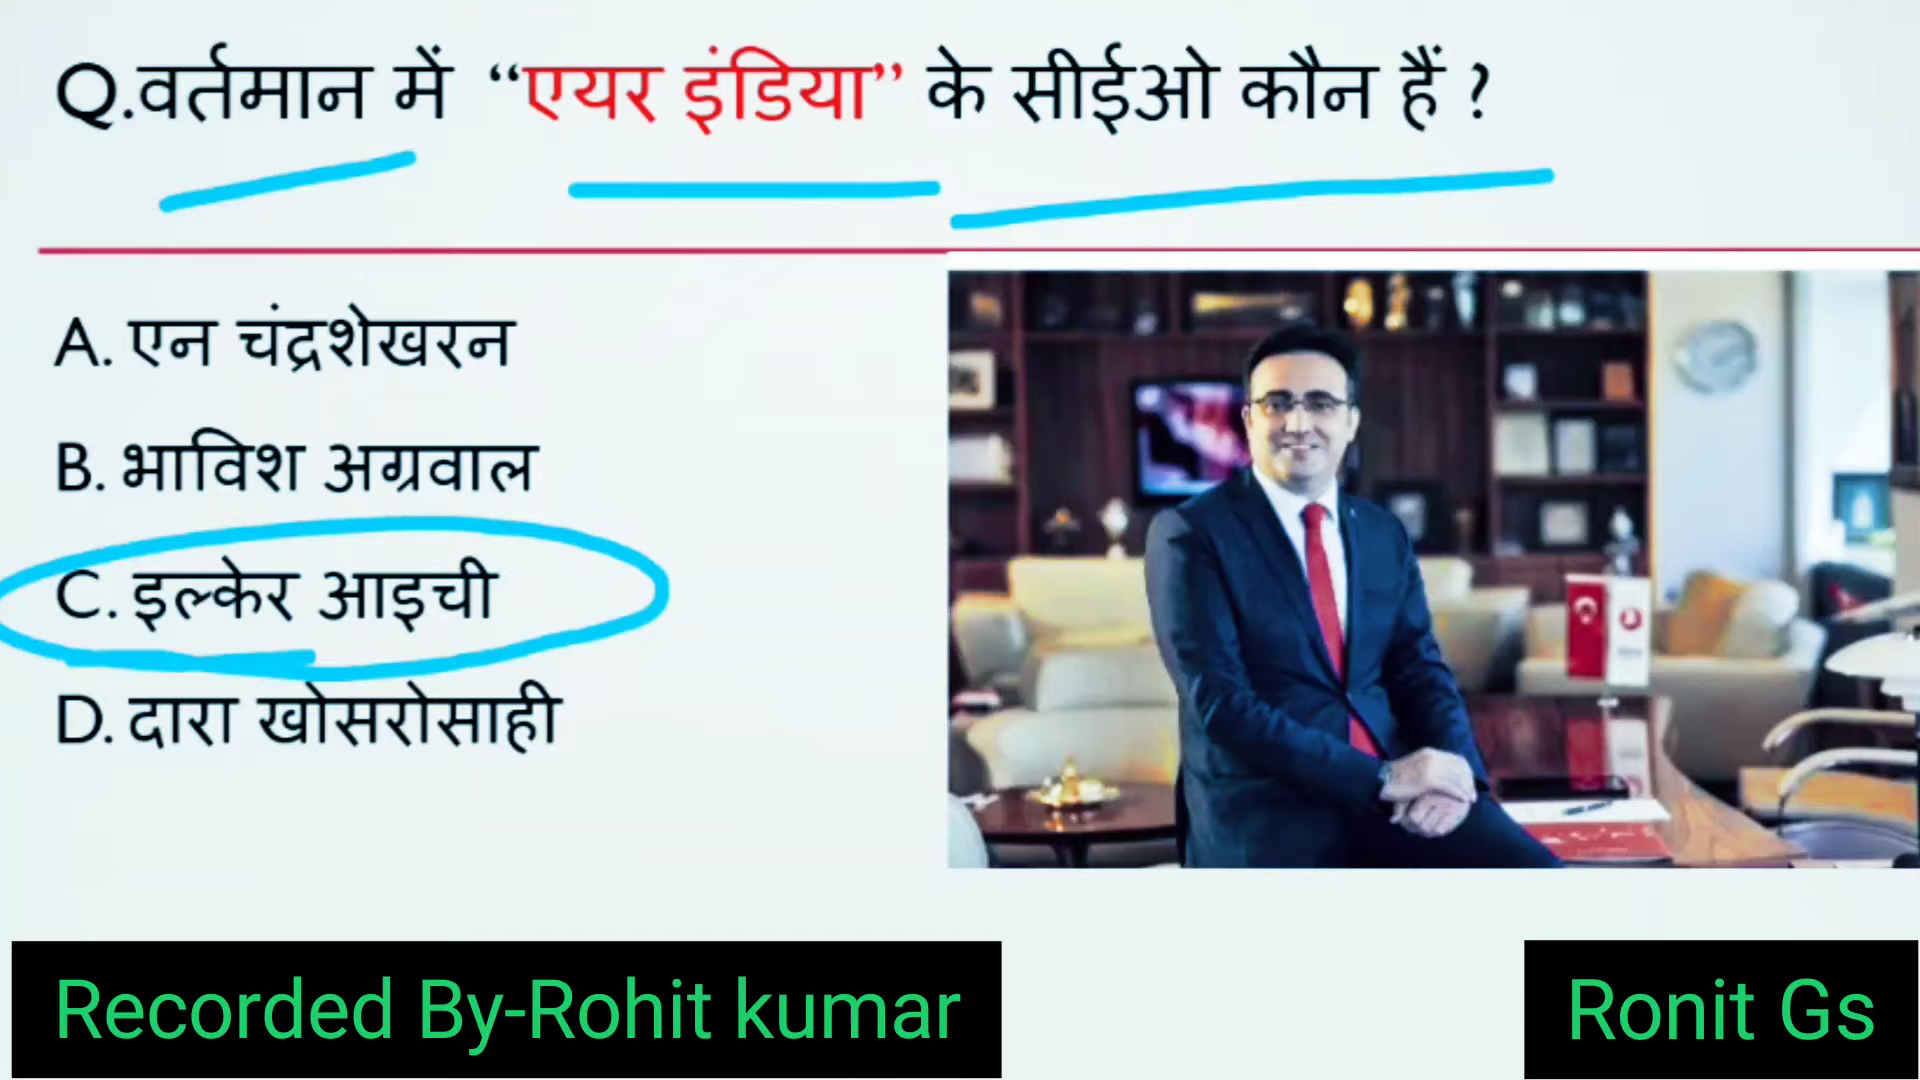 Q.वर्तमान में “एयर इंडिया” के सीईओ कौन हैं ?
A. एन चंद्रशेखरन
B. भाविश अग्रवाल
C. इल्केर आइची
D. दारा खोसरोसाही
Recorded By-Rohit kumar
Ronit Gs